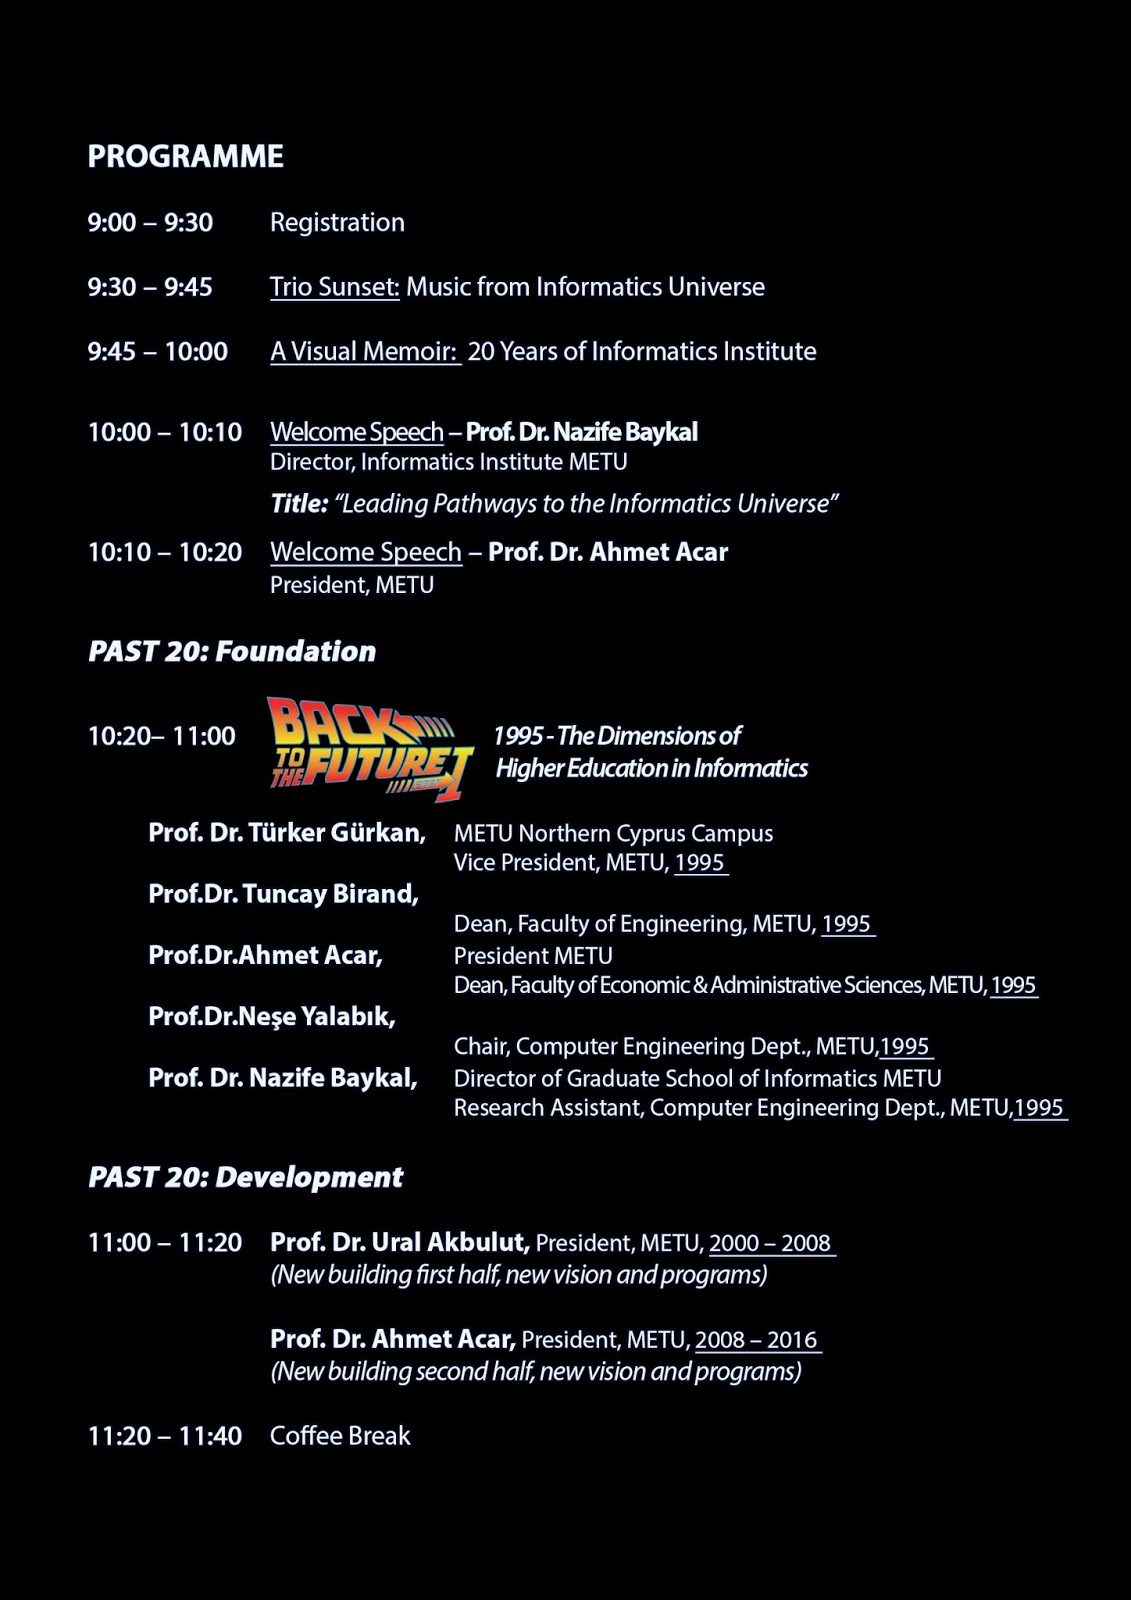 PROGRAMME
9:00 – 9:30 Registration
9:30 – 9:45 Trio Sunset: Music from Informatics Universe
9:45 – 10:00 A Visual Memoir: 20 Years of Informatics Institute
10:00 – 10:10 Welcome Speech – Prof. Dr. Nazife Baykal
Director, Informatics Institute METU
Title: “Leading Pathways to the Informatics Universe”
10:10 – 10:20 Welcome Speech – Prof. Dr. Ahmet Acar
President, METU
PAST 20: Foundation
10:20– 11:00
BACK
TO THE FUTURE I
1995 - The Dimensions of
Higher Education in Informatics
Prof. Dr. Türker Gürkan, METU Northern Cyprus Campus
Vice President, METU, 1995
Prof.Dr. Tuncay Birand,
Dean, Faculty of Engineering, METU, 1995
Prof.Dr.Ahmet Acar, President METU
Dean, Faculty of Economic & Administrative Sciences, METU, 1995
Prof.Dr.Neşe Yalabık,
Chair, Computer Engineering Dept., METU,1995
Prof. Dr. Nazife Baykal, Director of Graduate School of Informatics METU
Research Assistant, Computer Engineering Dept., METU,1995
PAST 20: Development
11:00 – 11:20 Prof. Dr. Ural Akbulut, President, METU, 2000 – 2008
(New building first half, new vision and programs)
Prof. Dr. Ahmet Acar, President, METU, 2008 – 2016
(New building second half, new vision and programs)
11:20 – 11:40 Coffee Break